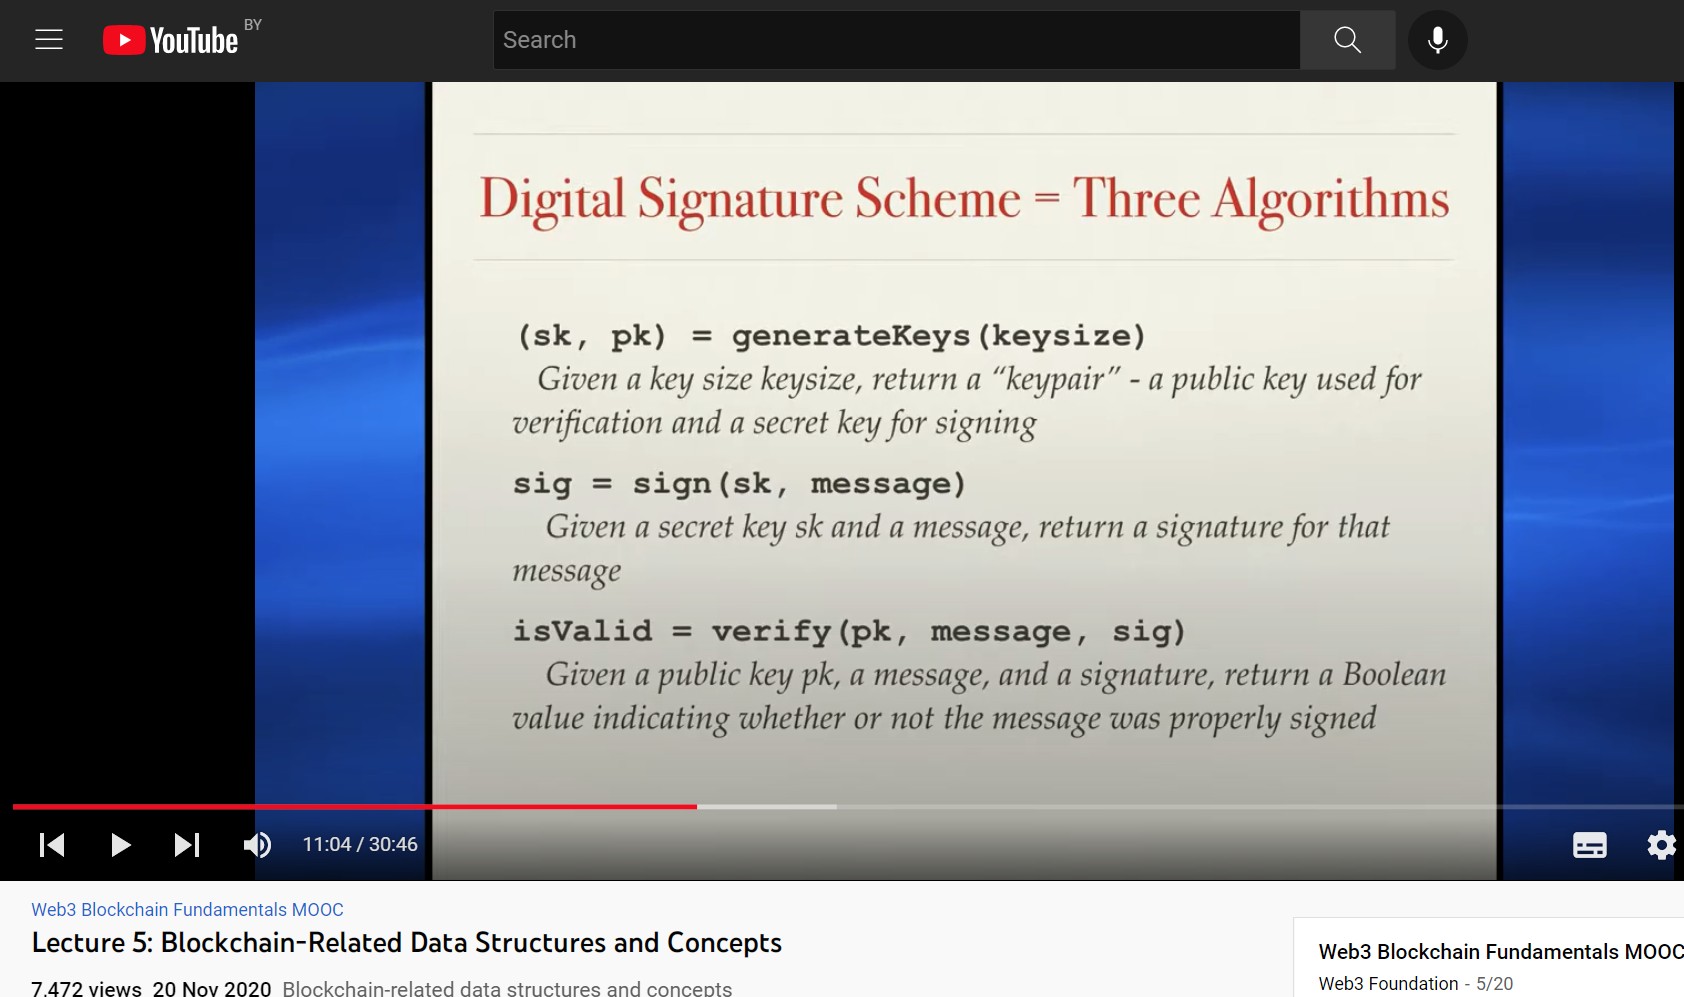 YouTube BY
Search
Digital Signature Scheme = Three Algorithms
(sk, pk) = generateKeys(keysize)
Given a key size keysize, return a “keypair” - a public key used for
verification and a secret key for signing
sig = sign(sk, message)
Given a secret key sk and a message, return a signature for that
message
isValid = verify(pk, message, sig)
Given a public key pk, a message, and a signature, return a Boolean
value indicating whether or not the message was properly signed
11:04 / 30:46
Web3 Blockchain Fundamentals MOOC
Lecture 5: Blockchain-Related Data Structures and Concepts
7,472 views 20 Nov 2020 Blockchain-related data structures and concepts
Web3 Blockchain Fundamentals MOOC
Web3 Foundation - 5/20